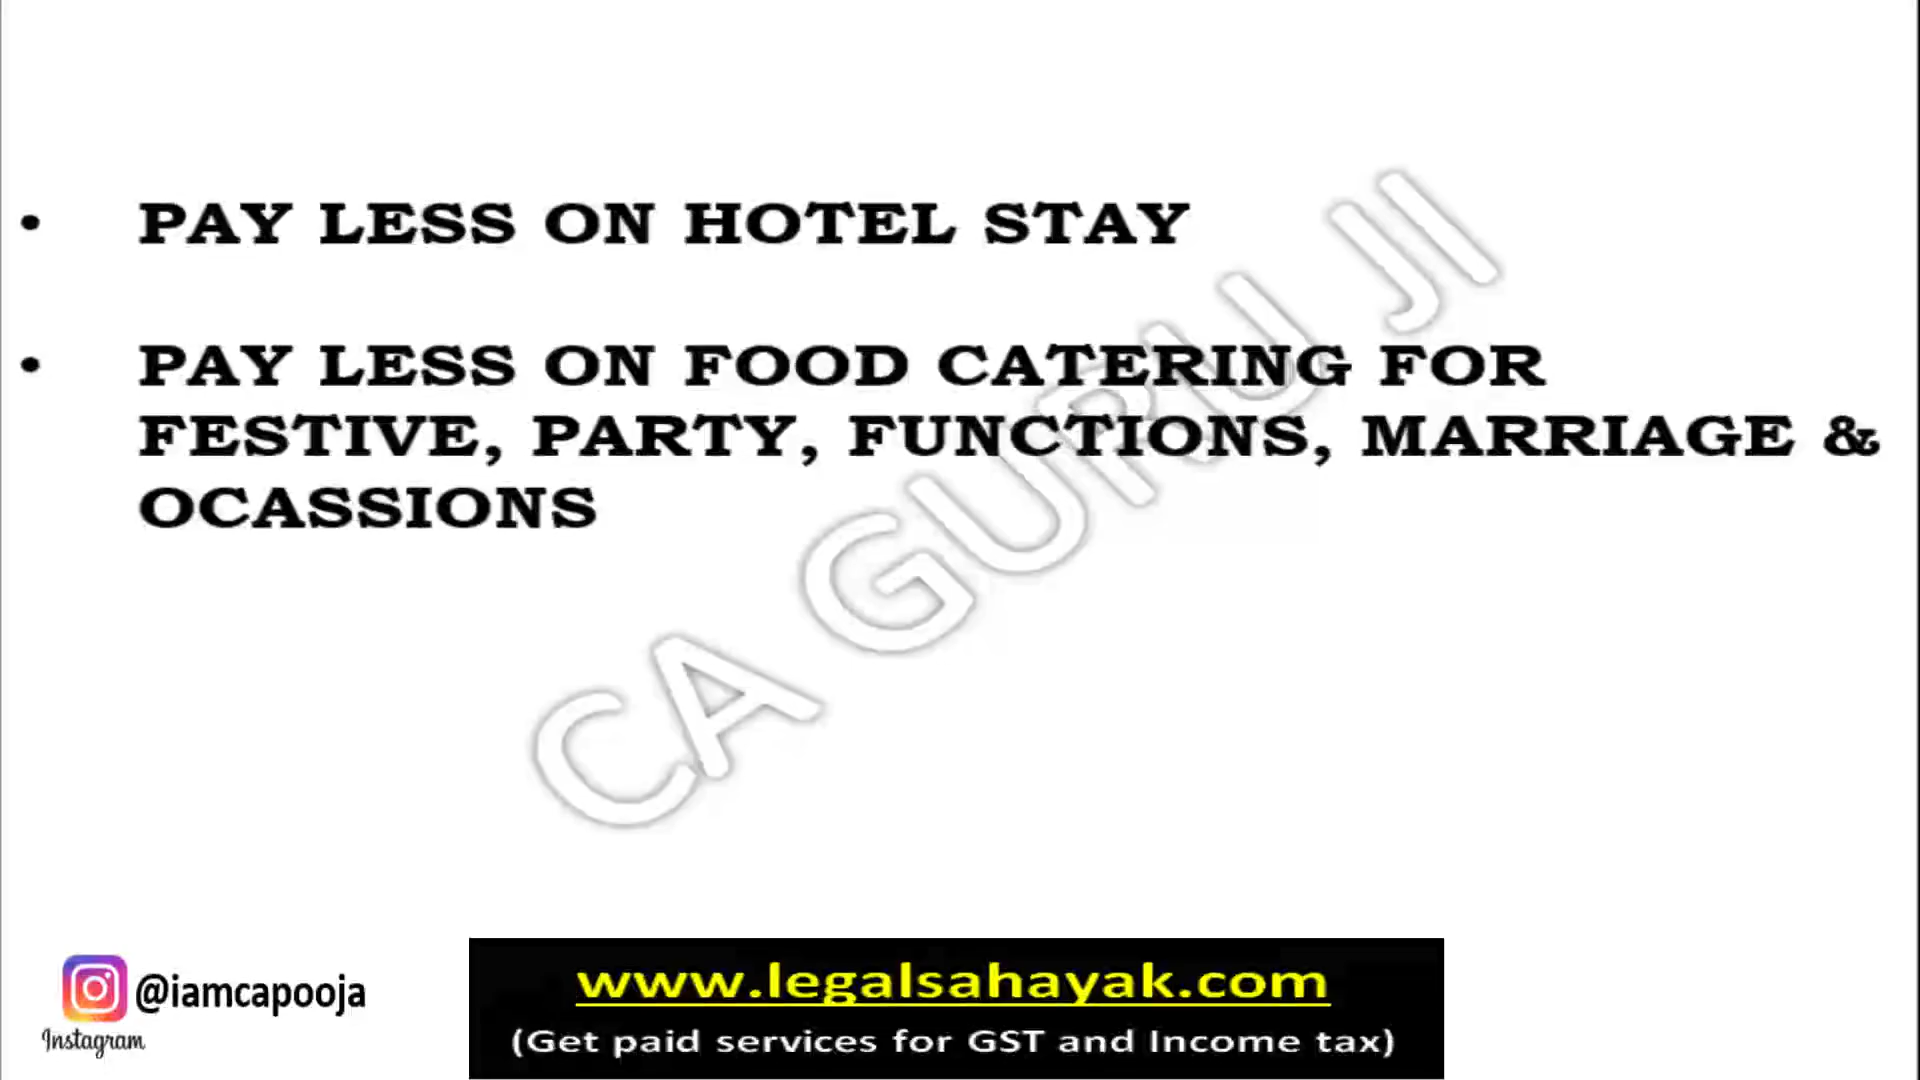 • PAY LESS ON HOTEL STAY
• PAY LESS ON FOOD CATERING FOR
FESTIVE, PARTY, FUNCTIONS, MARRIAGE &
OCASSIONS
CA GURU JI
@iamcapooja
Instagram
www.legalsahayak.com
(Get paid services for GST and Income tax)